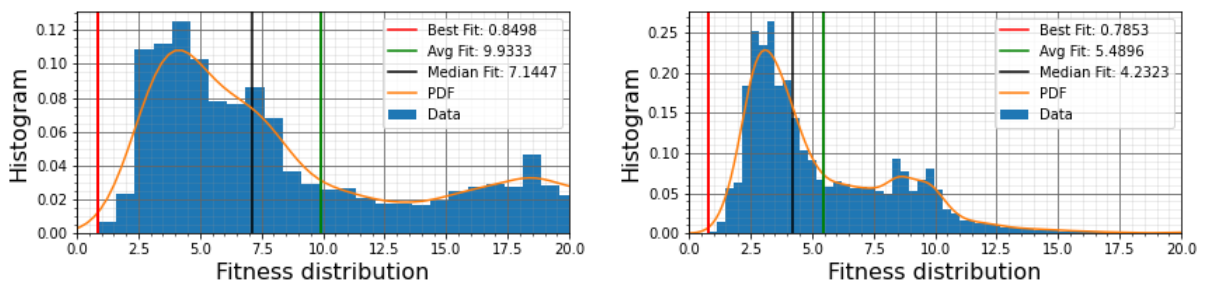 Histogram
0.12
0.10
0.08
0.06
0.04
0.02
0.00
Best Fit: 0.8498
Avg Fit: 9.9333
Median Fit: 7.1447
PDF
Data
0.0 2.5 5.0 7.5 10.0 12.5 15.0 17.5 20.0
Fitness distribution
Histogram
0.25
0.20
0.15
0.10
0.05
0.00
Best Fit: 0.7853
Avg Fit: 5.4896
Median Fit: 4.2323
PDF
Data
0.0 2.5 5.0 7.5 10.0 12.5 15.0 17.5 20.0
Fitness distribution